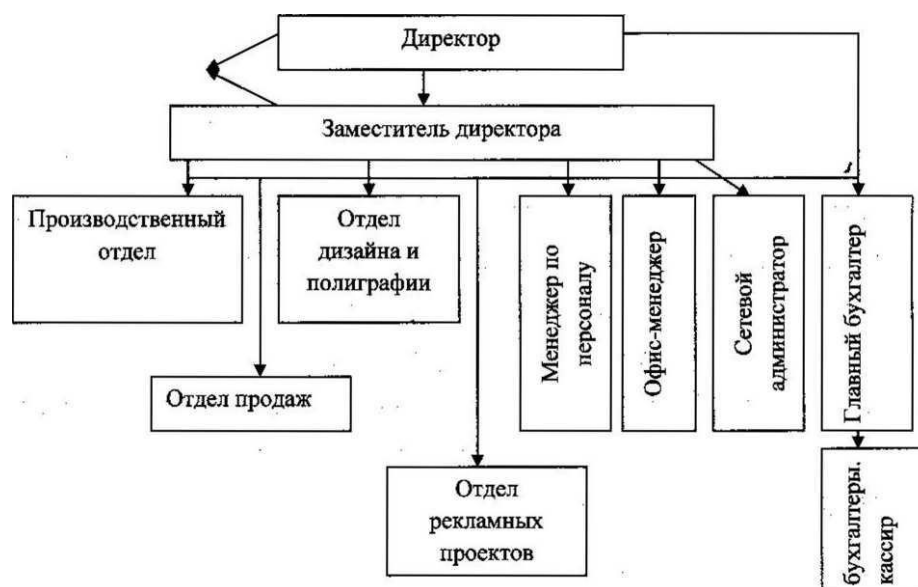 Директор
Заместитель директора
Производственный
отдел
Отдел
дизайна и
полиграфии
Менеджер по
персоналу
Офис-менеджер
Сетевой
администратор
Главный бухгалтер
Отдел продаж
Отдел
рекламных
проектов
бухгалтеры.
кассир